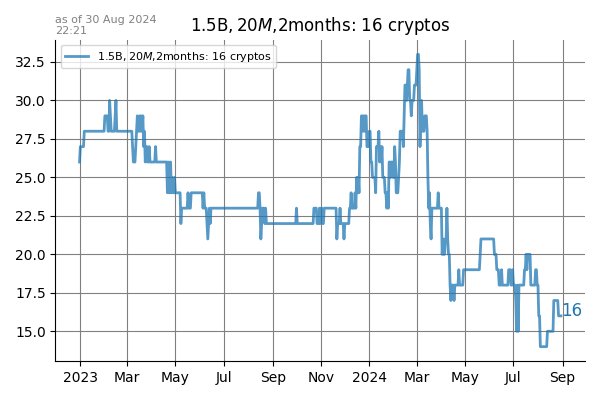 as of 30 Aug 2024
22:21
1.5B, 20M,2months: 16 cryptos
1.5B, 20M,2months: 16 cryptos
32.5
30.0
27.5
25.0
22.5
20.0
17.5
15.0
16
2023 Mar May Jul Sep Nov 2024 Mar May Jul Sep